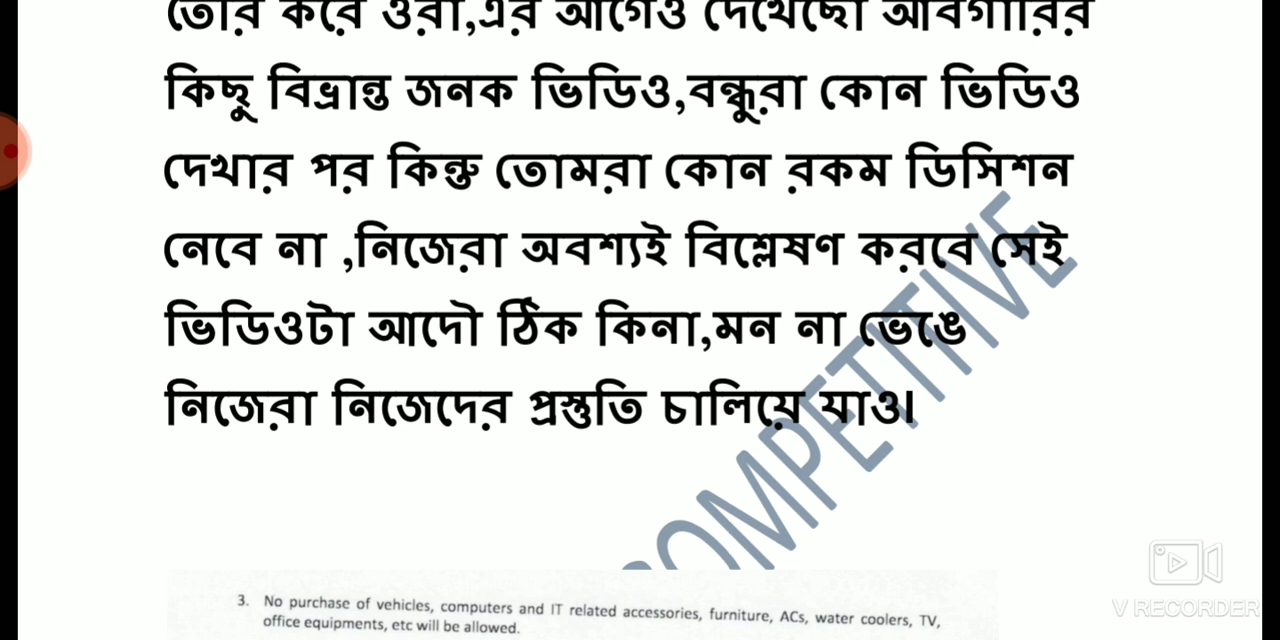 তৈরি করে ওরা,এর আগেও দেখেছো আবগারির
কিছু বিভ্রান্ত জনক ভিডিও,বন্ধুরা কোন ভিডিও
দেখার পর কিন্তু তোমরা কোন রকম ডিসিশন
নেবে না ,নিজেরা অবশ্যই বিশ্লেষণ করবে সেই
ভিডিওটা আদৌ ঠিক কিনা,মন না ভেঙে
নিজেরা নিজেদের প্রস্তুতি চালিয়ে যাও।
COMPETITIVE
3. No purchase of vehicles, computers and IT related accessories, furniture, ACs, water coolers, TV,
office equipments, etc will be allowed.
V RECORDER